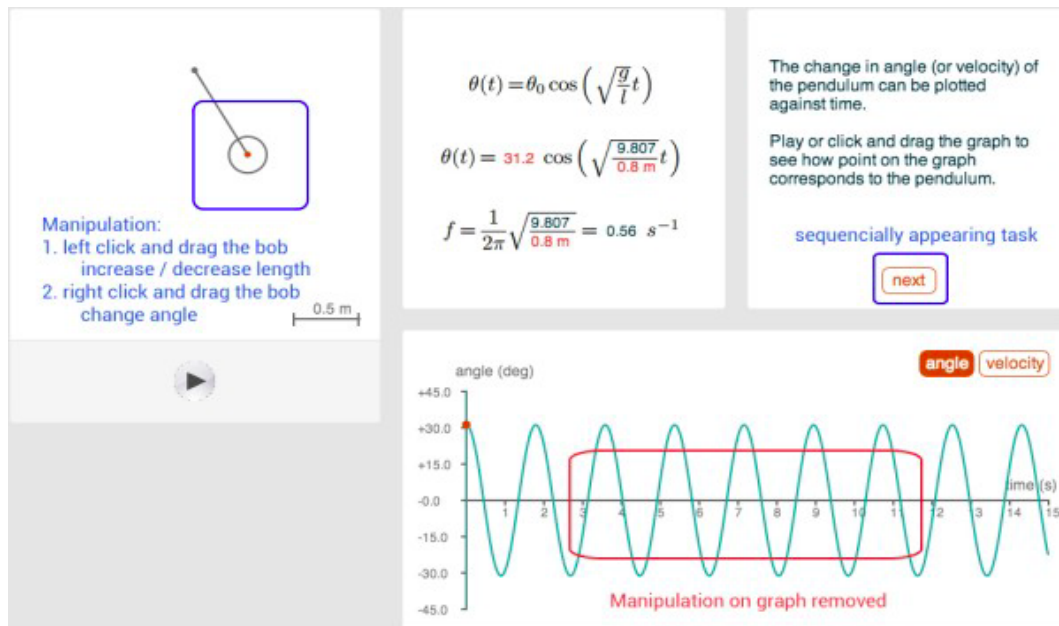 Manipulation:
1. left click and drag the bob
increase / decrease length
2. right click and drag the bob
change angle
0.5 m
θ(t) =θ₀ cos (√(g/l) t)
θ(t) = 31.2 cos (√(9.807/0.8 m) t)
f = 1/2π √(9.807/0.8 m) = 0.56 s⁻¹
The change in angle (or velocity) of
the pendulum can be plotted
against time.
Play or click and drag the graph to
see how point on the graph
corresponds to the pendulum.
sequencially appearing task
next
angle velocity
angle (deg)
+45.0
+30.0
+15.0
time (s)
-0.0
1 2 3 4 5 6 7 8 9 10 11 12 13 14 15
-15.0
-30.0
Manipulation on graph removed
-45.0